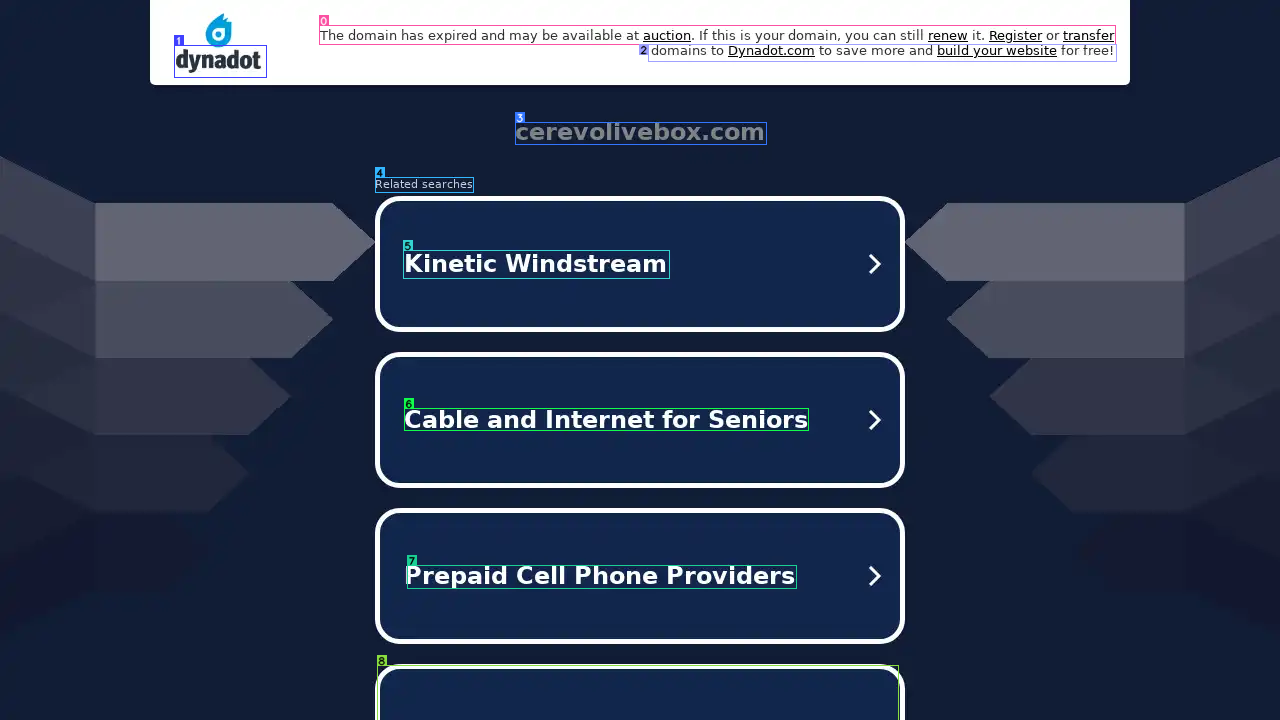 The domain has expired and may be available at auction. If this is your domain, you can still renew it. Register or transfer
domains to Dynadot.com to save more and build your website for free!
dynadot
cerevolivebox.com
Related searches
Kinetic Windstream
Cable and Internet for Seniors
Prepaid Cell Phone Providers
0
1
2
3
4
5
6
7
8